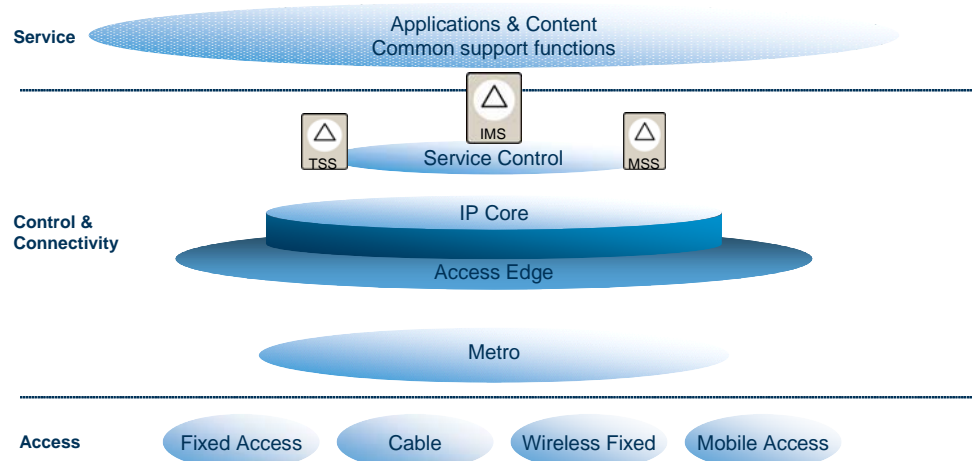 Service
Applications & Content
Common support functions
IMS
TSS
Service Control
MSS
Control &
Connectivity
IP Core
Access Edge
Metro
Access
Fixed Access
Cable
Wireless Fixed
Mobile Access